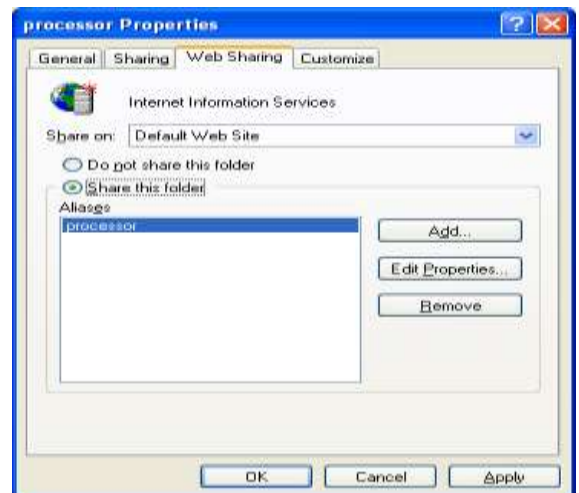 processor Properties
General Sharing Web Sharing Customize
Internet Information Services
Share on: Default Web Site
Do not share this folder
Share this folder
Aliases
processor
Add...
Edit Properties...
Remove
OK Cancel Apply